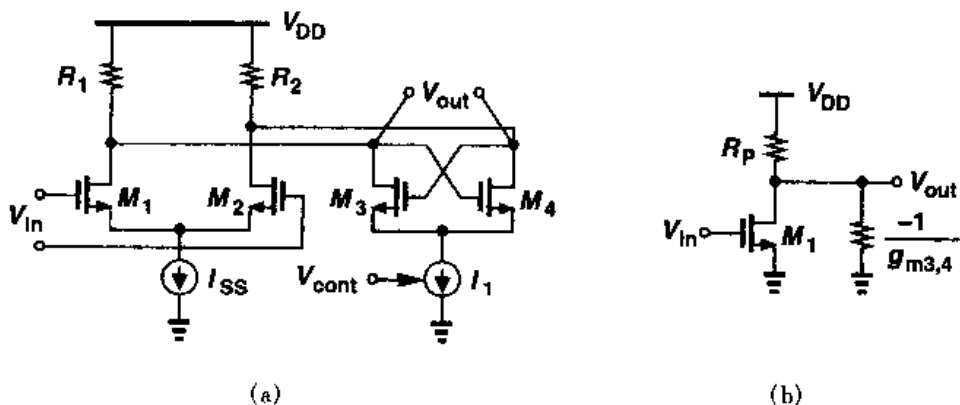 V_DD
R_1
R_2
V_out
V_DD
R_p
V_out
M_1
M_2
M_3
M_4
V_in
V_in
M_1
-1
g_m3,4
I_SS
V_cont
I_1
(a)
(b)